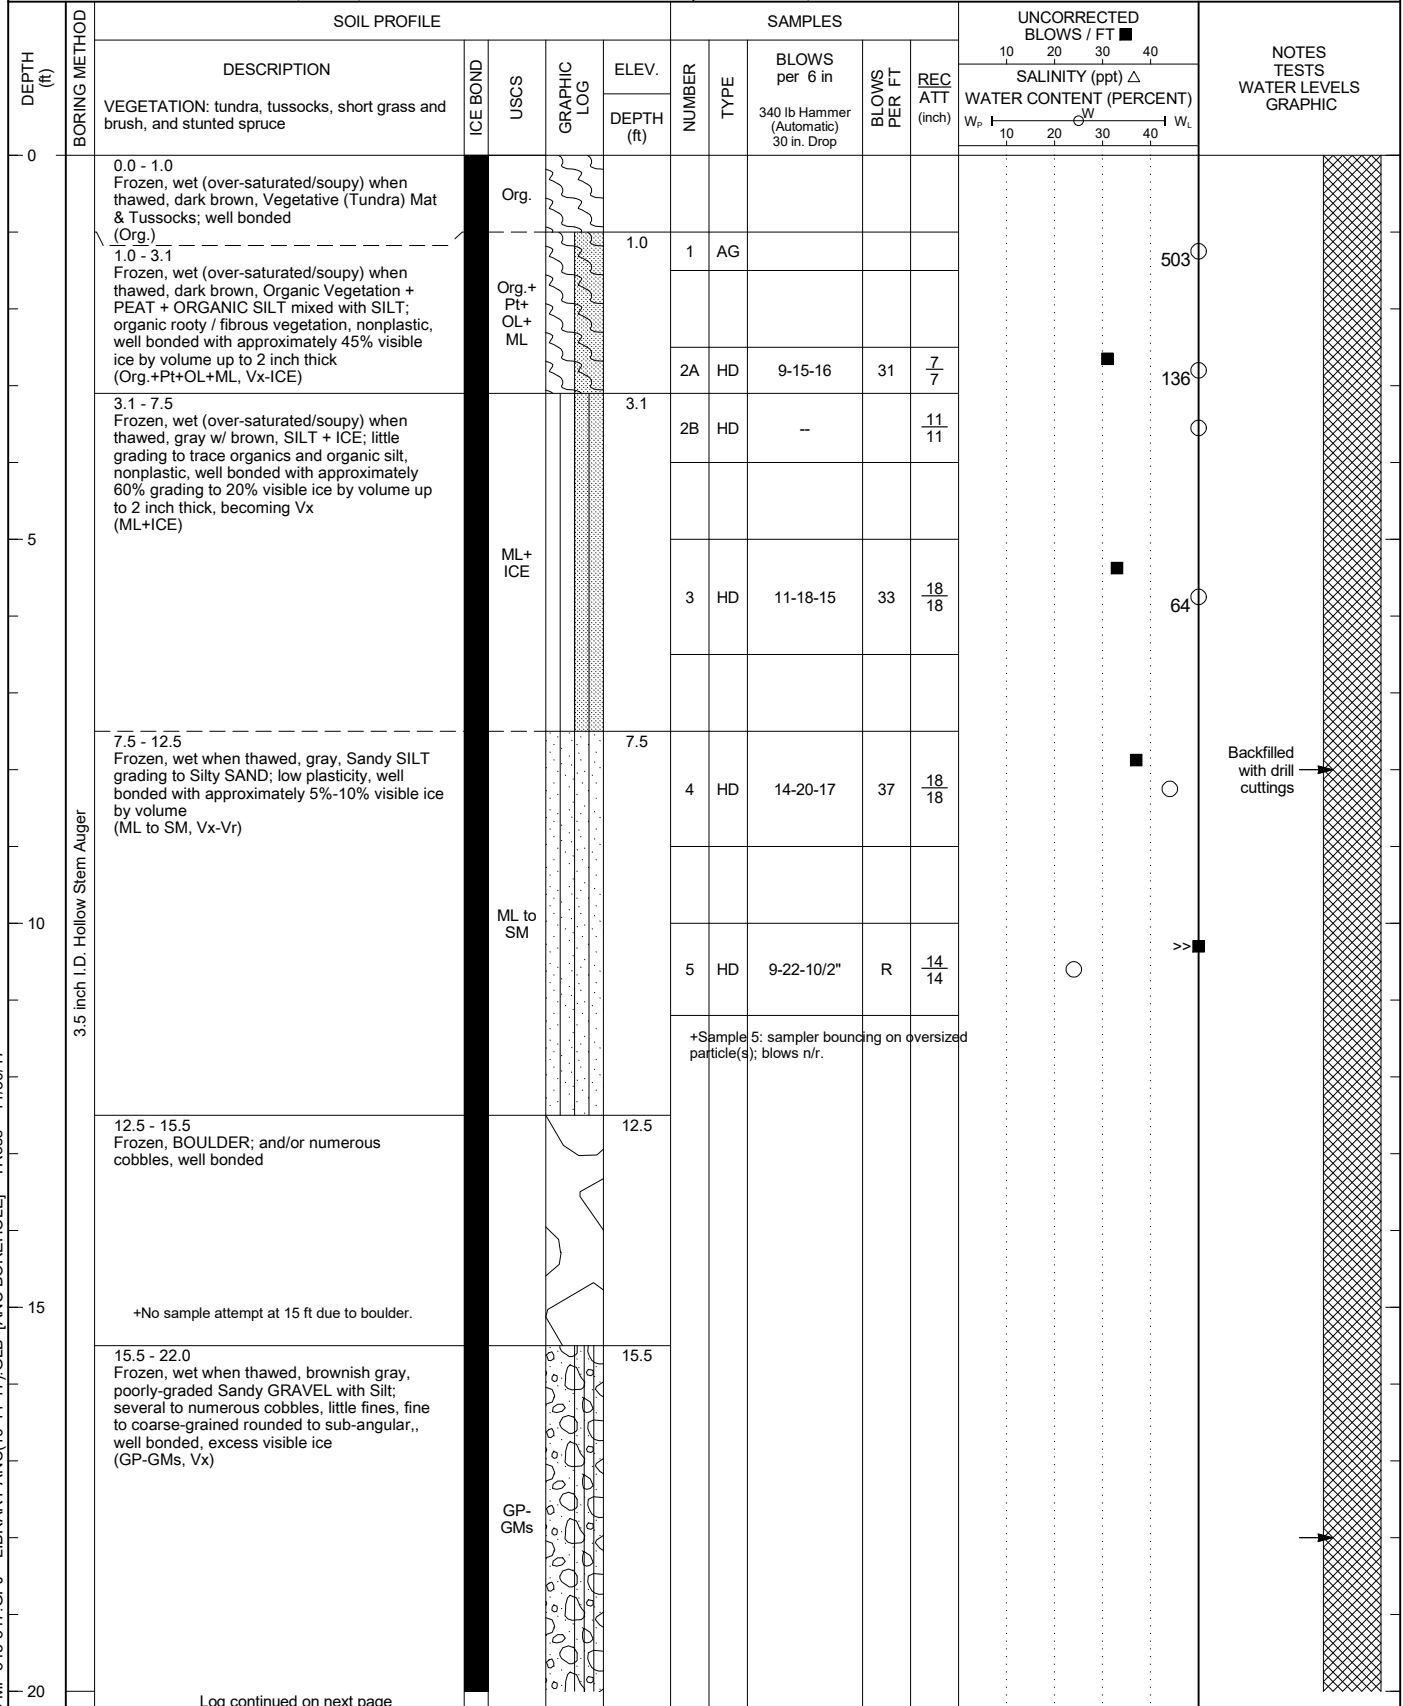 DEPTH
(ft)
BORING METHOD
SOIL PROFILE
DESCRIPTION
VEGETATION: tundra, tussocks, short grass and
brush, and stunted spruce
ICE BOND
USCS
GRAPHIC
LOG
ELEV.
DEPTH
(ft)
SAMPLES
NUMBER
TYPE
BLOWS
per 6 in
340 lb Hammer
(Automatic)
30 in. Drop
BLOWS
PER FT
REC
ATT
(inch)
UNCORRECTED
BLOWS / FT ■
10 20 30 40
SALINITY (ppt) △
WATER CONTENT (PERCENT)
Wₚ W W_L
10 20 30 40
NOTES
TESTS
WATER LEVELS
GRAPHIC
0
5
10
15
20
3.5 inch I.D. Hollow Stem Auger
0.0 - 1.0
Frozen, wet (over-saturated/soupy) when
thawed, dark brown, Vegetative (Tundra) Mat
& Tussocks; well bonded
(Org.)
Org.
1.0
1.0 - 3.1
Frozen, wet (over-saturated/soupy) when
thawed, dark brown, Organic Vegetation +
PEAT + ORGANIC SILT mixed with SILT;
organic rooty / fibrous vegetation, nonplastic,
well bonded with approximately 45% visible
ice by volume up to 2 inch thick
(Org.+Pt+OL+ML, Vx-ICE)
Org.+
Pt+
OL+
ML
1 AG
503
2A HD 9-15-16 31 7
7
136
3.1
3.1 - 7.5
Frozen, wet (over-saturated/soupy) when
thawed, gray w/ brown, SILT + ICE; little
grading to trace organics and organic silt,
nonplastic, well bonded with approximately
60% grading to 20% visible ice by volume up
to 2 inch thick, becoming Vx
(ML+ICE)
ML+
ICE
2B HD -- 11
11
3 HD 11-18-15 33 18
18
64
7.5
7.5 - 12.5
Frozen, wet when thawed, gray, Sandy SILT
grading to Silty SAND; low plasticity, well
bonded with approximately 5%-10% visible ice
by volume
(ML to SM, Vx-Vr)
ML to
SM
4 HD 14-20-17 37 18
18
Backfilled
with drill
cuttings
5 HD 9-22-10/2" R 14
14
>>
+Sample 5: sampler bouncing on oversized
particle(s); blows n/r.
12.5
12.5 - 15.5
Frozen, BOULDER; and/or numerous
cobbles, well bonded
+No sample attempt at 15 ft due to boulder.
15.5
15.5 - 22.0
Frozen, wet when thawed, brownish gray,
poorly-graded Sandy GRAVEL with Silt;
several to numerous cobbles, little fines, fine
to coarse-grained rounded to sub-angular,,
well bonded, excess visible ice
(GP-GMs, Vx)
GP-
GMs
Log continued on next page